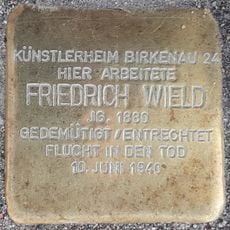 KÜNSTLERHEIM BIRKENAU 24
HIER ARBEITETE
FRIEDRICH WIELD
JG. 1880
GEDEMÜTIGT/ENTRECHTET
FLUCHT IN DEN TOD
10. JUNI 1940